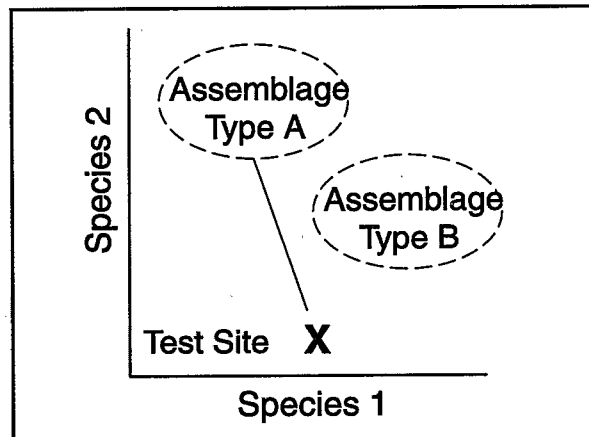 Species 2
Assemblage
Type A
Assemblage
Type B
Test Site X
Species 1